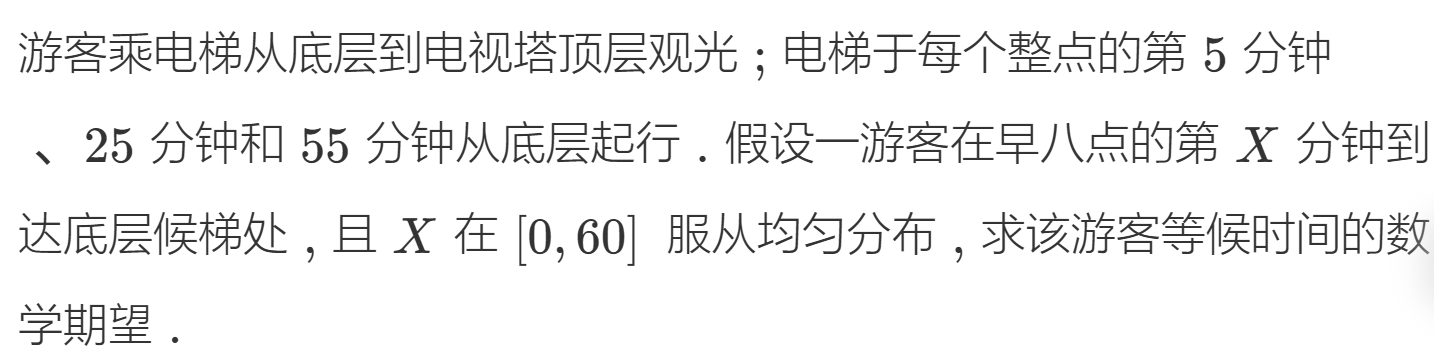 游客乘电梯从底层到电视塔顶层观光；电梯于每个整点的第 5 分钟
、25 分钟和 55 分钟从底层起行．假设一游客在早八点的第 X 分钟到
达底层候梯处，且 X 在 [0, 60] 服从均匀分布，求该游客等候时间的数
学期望．